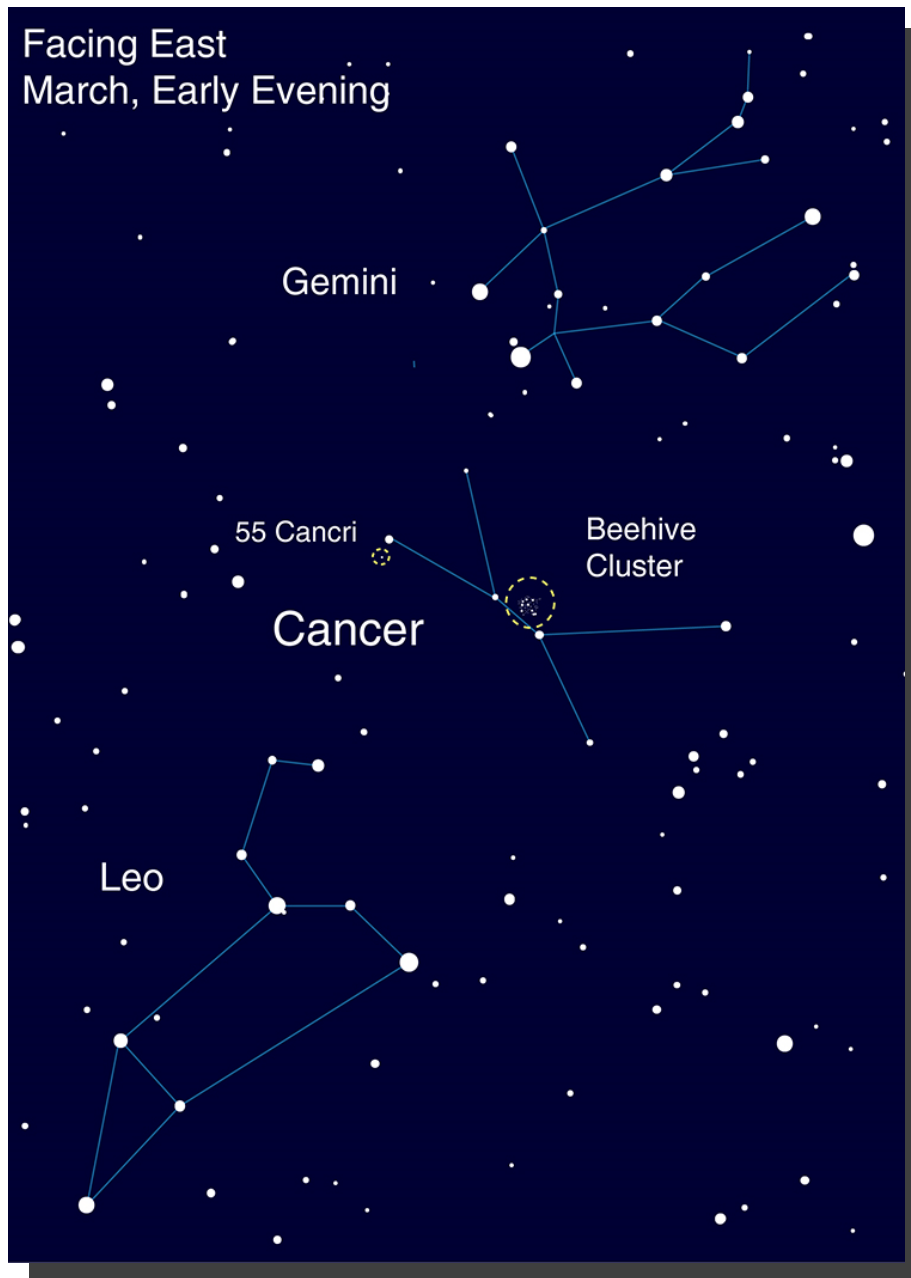 Facing East
March, Early Evening
Gemini
55 Cancri
Beehive
Cluster
Cancer
Leo